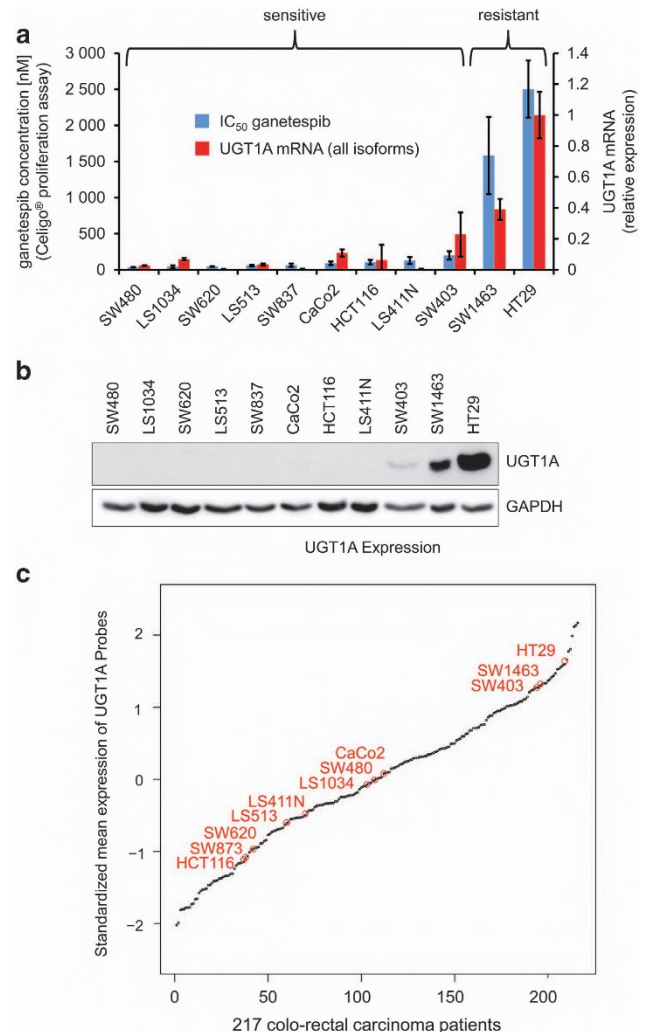 sensitive resistant
a
ganetespib concentration [nM]
(Celigo® proliferation assay)
3 000
2 500
2 000
1 500
1 000
500
0
IC50 ganetespib
UGT1A mRNA (all isoforms)
1.4
1.2
1
0.8
0.6
0.4
0.2
0
UGT1A mRNA
(relative expression)
SW480 LS1034 SW620 LS513 SW837 CaCo2 HCT116 LS411N SW403 SW1463 HT29
b
SW480 LS1034 SW620 LS513 SW837 CaCo2 HCT116 LS411N SW403 SW1463 HT29
UGT1A
GAPDH
UGT1A Expression
c
Standardized mean expression of UGT1A Probes
2
1
0
−1
−2
HT29
SW1463
SW403
CaCo2
SW480
LS1034
LS411N
LS513
SW620
SW873
HCT116
0 50 100 150 200
217 colo-rectal carcinoma patients